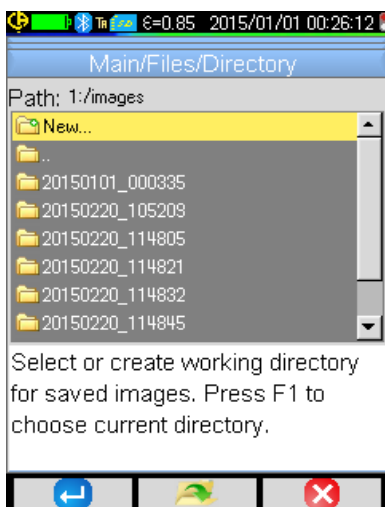 ε=0.85 2015/01/01 00:26:12
Main/Files/Directory
Path: 1:/images
New...
..
20150101_000335
20150220_105203
20150220_114805
20150220_114821
20150220_114832
20150220_114845
Select or create working directory
for saved images. Press F1 to
choose current directory.